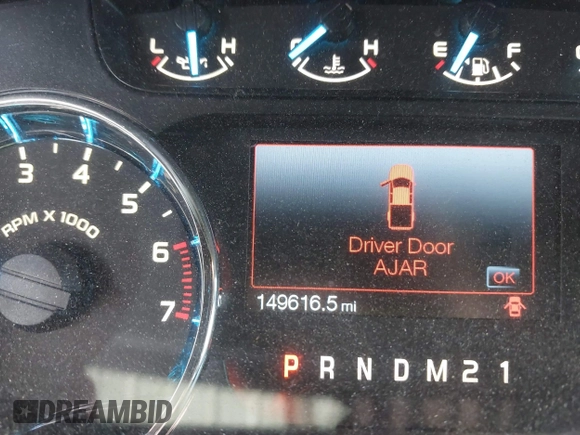 L H C H E F
3 4 5 6 7
RPM X 1000
Driver Door
AJAR
OK
149616.5 mi
P R N D M 2 1
DREAMBID